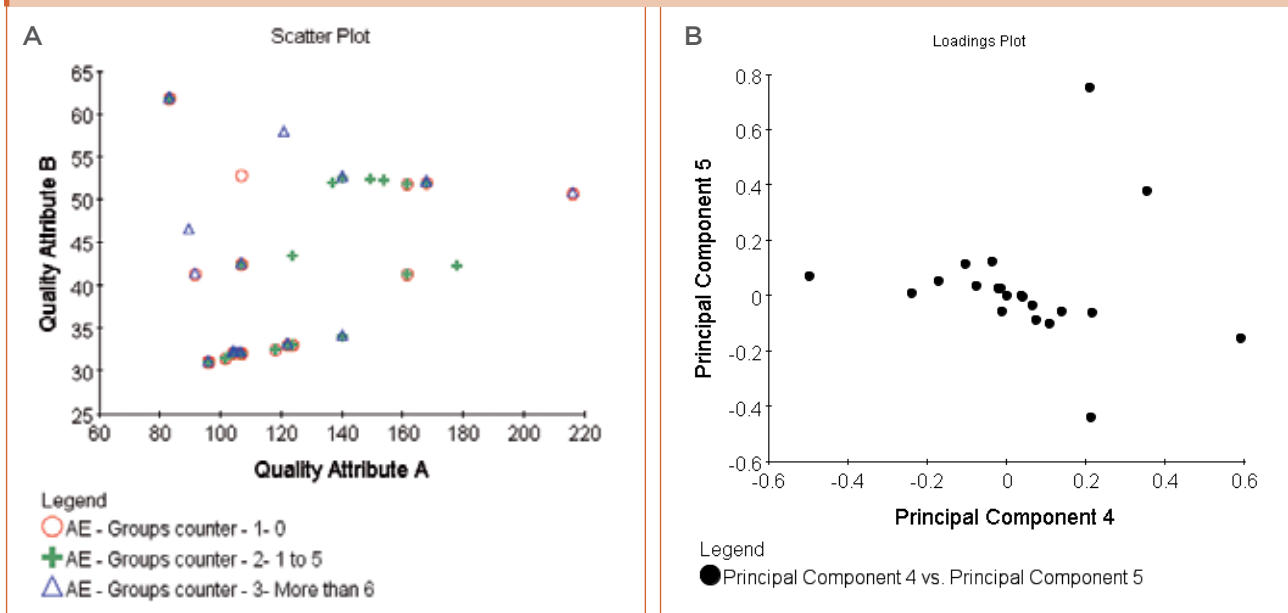 A
Scatter Plot
Quality Attribute B
65
60
55
50
45
40
35
30
25
60 80 100 120 140 160 180 200 220
Quality Attribute A
Legend
AE - Groups counter - 1- 0
AE - Groups counter - 2- 1 to 5
AE - Groups counter - 3- More than 6
B
Loadings Plot
Principal Component 5
0.8
0.6
0.4
0.2
0
-0.2
-0.4
-0.6
-0.6 -0.4 -0.2 0 0.2 0.4 0.6
Principal Component 4
Legend
Principal Component 4 vs. Principal Component 5